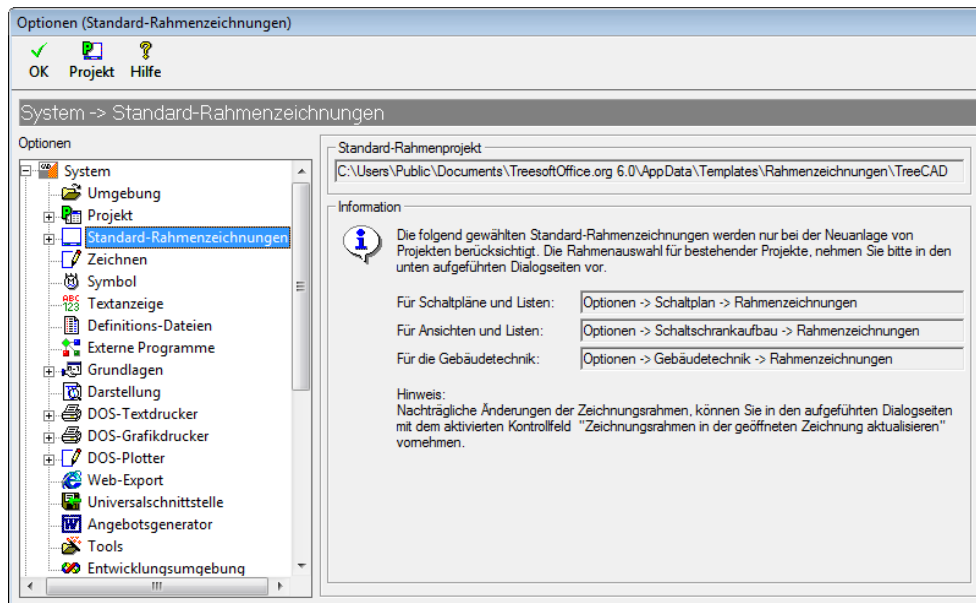 Optionen (Standard-Rahmenzeichnungen)
OK Projekt Hilfe
System -> Standard-Rahmenzeichnungen
Optionen
System
Umgebung
Projekt
Standard-Rahmenzeichnungen
Zeichnen
Symbol
Textanzeige
Definitions-Dateien
Externe Programme
Grundlagen
Darstellung
DOS-Textdrucker
DOS-Grafikdrucker
DOS-Plotter
Web-Export
Universalschnittstelle
Angebotsgenerator
Tools
Entwicklungsumgebung
Standard-Rahmenprojekt
C:\Users\Public\Documents\TreesoftOffice.org 6.0\AppData\Templates\Rahmenzeichnungen\TreeCAD
Information
Die folgend gewählten Standard-Rahmenzeichnungen werden nur bei der Neuanlage von
Projekten berücksichtigt. Die Rahmenauswahl für bestehender Projekte, nehmen Sie bitte in den
unten aufgeführten Dialogseiten vor.
Für Schaltpläne und Listen: Optionen -> Schaltplan -> Rahmenzeichnungen
Für Ansichten und Listen: Optionen -> Schaltschrankaufbau -> Rahmenzeichnungen
Für die Gebäudetechnik: Optionen -> Gebäudetechnik -> Rahmenzeichnungen
Hinweis:
Nachträgliche Änderungen der Zeichnungsrahmen, können Sie in den aufgeführten Dialogseiten
mit dem aktivierten Kontrollfeld "Zeichnungsrahmen in der geöffneten Zeichnung aktualisieren"
vornehmen.